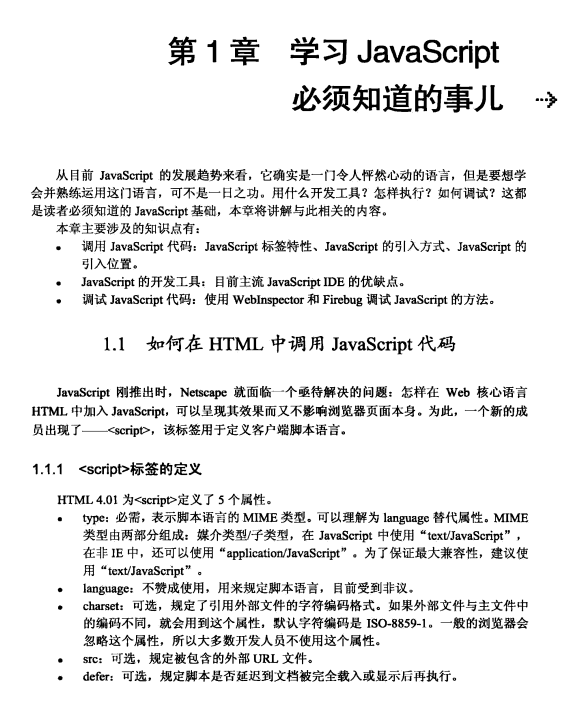 第 1 章　学习 JavaScript
必须知道的事儿
从目前 JavaScript 的发展趋势来看，它确实是一门令人怦然心动的语言，但是要想学
会并熟练运用这门语言，可不是一日之功。用什么开发工具？怎样执行？如何调试？这都
是读者必须知道的 JavaScript 基础，本章将讲解与此相关的内容。
本章主要涉及的知识点有：
• 调用 JavaScript 代码：JavaScript 标签特性、JavaScript 的引入方式、JavaScript 的
引入位置。
• JavaScript 的开发工具：目前主流 JavaScript IDE 的优缺点。
• 调试 JavaScript 代码：使用 WebInspector 和 Firebug 调试 JavaScript 的方法。
1.1　如何在 HTML 中调用 JavaScript 代码
JavaScript 刚推出时，Netscape 就面临一个亟待解决的问题：怎样在 Web 核心语言
HTML 中加入 JavaScript，可以呈现其效果而又不影响浏览器页面本身。为此，一个新的成
员出现了——<script>，该标签用于定义客户端脚本语言。
1.1.1　<script>标签的定义
HTML 4.01 为<script>定义了 5 个属性。
• type：必需，表示脚本语言的 MIME 类型。可以理解为 language 替代属性。MIME
类型由两部分组成：媒介类型/子类型，在 JavaScript 中使用“text/JavaScript”，
在非 IE 中，还可以使用“application/JavaScript”。为了保证最大兼容性，建议使
用“text/JavaScript”。
• language：不赞成使用，用来规定脚本语言，目前受到非议。
• charset：可选，规定了引用外部文件的字符编码格式。如果外部文件与主文件中
的编码不同，就会用到这个属性，默认字符编码是 ISO-8859-1。一般的浏览器会
忽略这个属性，所以大多数开发人员不使用这个属性。
• src：可选，规定被包含的外部 URL 文件。
• defer：可选，规定脚本是否延迟到文档被完全载入或显示后再执行。